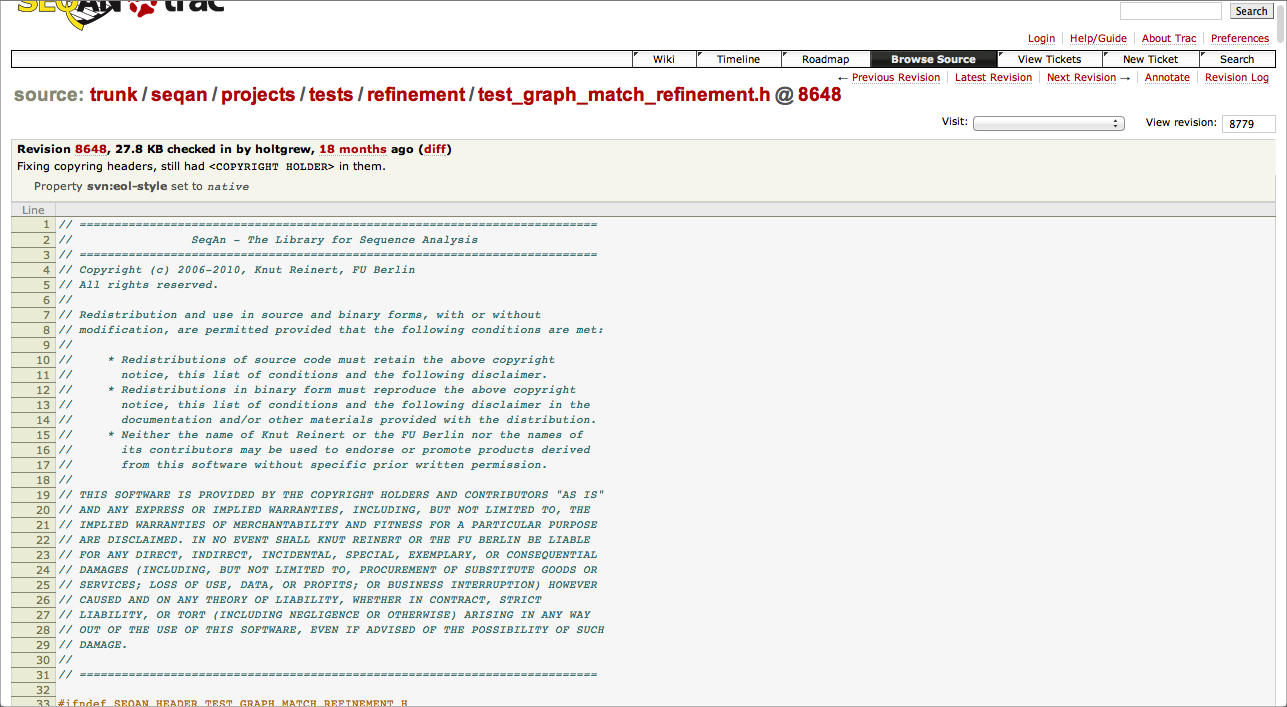 SEQAN trac
Search
Login Help/Guide About Trac Preferences
Wiki Timeline Roadmap Browse Source View Tickets New Ticket Search
← Previous Revision Latest Revision Next Revision → Annotate Revision Log
source: trunk / seqan / projects / tests / refinement / test_graph_match_refinement.h @ 8648
Visit: View revision: 8779
Revision 8648, 27.8 KB checked in by holtgrew, 18 months ago (diff)
Fixing copyring headers, still had <COPYRIGHT HOLDER> in them.
Property svn:eol-style set to native
Line
1 // ==========================================================================
2 // SeqAn - The Library for Sequence Analysis
3 // ==========================================================================
4 // Copyright (c) 2006-2010, Knut Reinert, FU Berlin
5 // All rights reserved.
6 //
7 // Redistribution and use in source and binary forms, with or without
8 // modification, are permitted provided that the following conditions are met:
9 //
10 // * Redistributions of source code must retain the above copyright
11 // notice, this list of conditions and the following disclaimer.
12 // * Redistributions in binary form must reproduce the above copyright
13 // notice, this list of conditions and the following disclaimer in the
14 // documentation and/or other materials provided with the distribution.
15 // * Neither the name of Knut Reinert or the FU Berlin nor the names of
16 // its contributors may be used to endorse or promote products derived
17 // from this software without specific prior written permission.
18 //
19 // THIS SOFTWARE IS PROVIDED BY THE COPYRIGHT HOLDERS AND CONTRIBUTORS "AS IS"
20 // AND ANY EXPRESS OR IMPLIED WARRANTIES, INCLUDING, BUT NOT LIMITED TO, THE
21 // IMPLIED WARRANTIES OF MERCHANTABILITY AND FITNESS FOR A PARTICULAR PURPOSE
22 // ARE DISCLAIMED. IN NO EVENT SHALL KNUT REINERT OR THE FU BERLIN BE LIABLE
23 // FOR ANY DIRECT, INDIRECT, INCIDENTAL, SPECIAL, EXEMPLARY, OR CONSEQUENTIAL
24 // DAMAGES (INCLUDING, BUT NOT LIMITED TO, PROCUREMENT OF SUBSTITUTE GOODS OR
25 // SERVICES; LOSS OF USE, DATA, OR PROFITS; OR BUSINESS INTERRUPTION) HOWEVER
26 // CAUSED AND ON ANY THEORY OF LIABILITY, WHETHER IN CONTRACT, STRICT
27 // LIABILITY, OR TORT (INCLUDING NEGLIGENCE OR OTHERWISE) ARISING IN ANY WAY
28 // OUT OF THE USE OF THIS SOFTWARE, EVEN IF ADVISED OF THE POSSIBILITY OF SUCH
29 // DAMAGE.
30 //
31 // ==========================================================================
32
33 #ifndef SEQAN_HEADER_TEST_GRAPH_MATCH_REFINEMENT_H